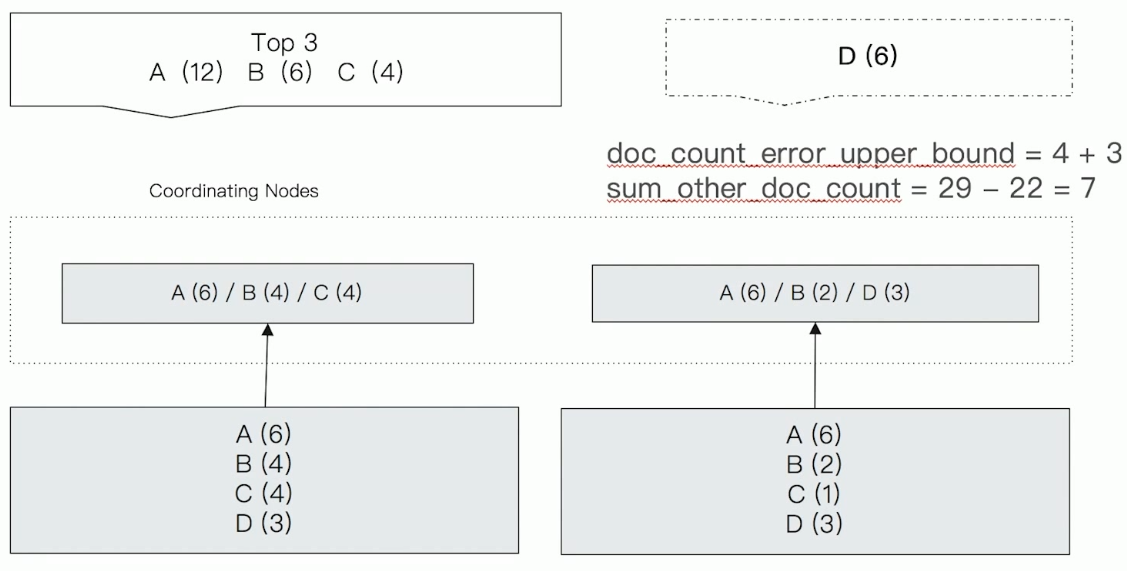 Top 3
A (12) B (6) C (4)
D (6)
doc_count_error_upper_bound = 4 + 3
sum_other_doc_count = 29 – 22 = 7
Coordinating Nodes
A (6) / B (4) / C (4)
A (6) / B (2) / D (3)
A (6)
B (4)
C (4)
D (3)
A (6)
B (2)
C (1)
D (3)